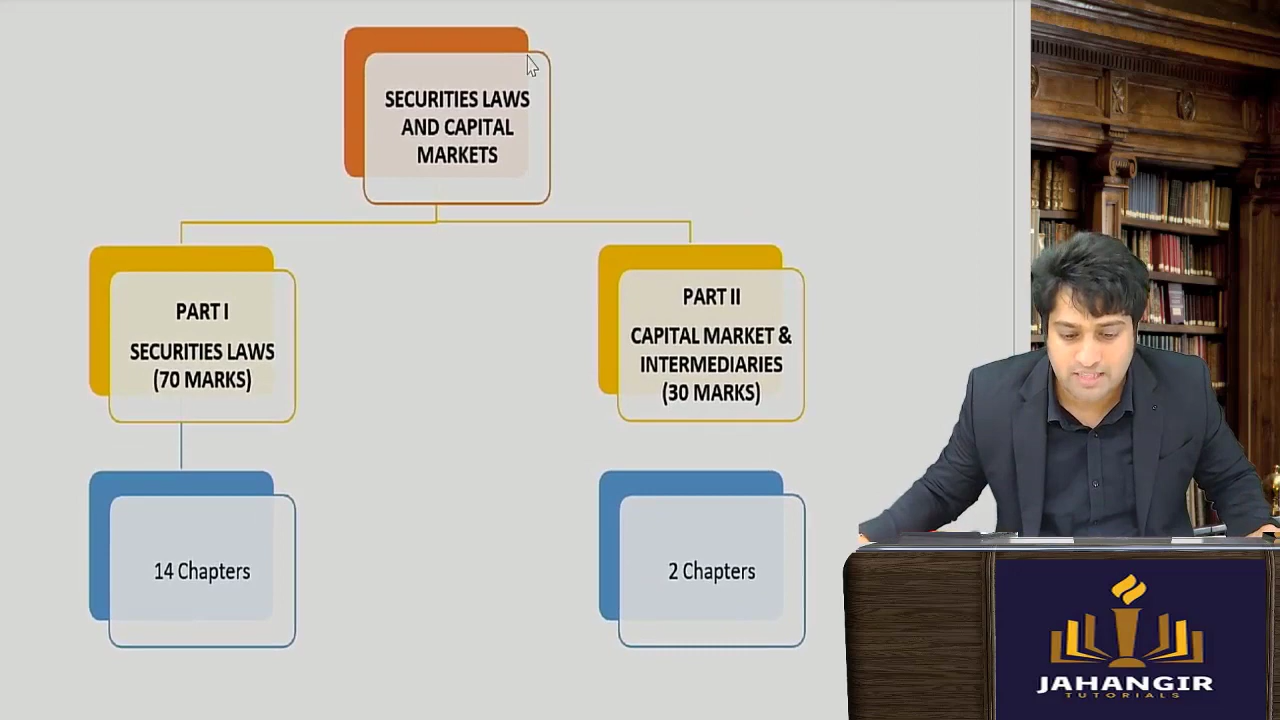 SECURITIES LAWS
AND CAPITAL
MARKETS
PART I
SECURITIES LAWS
(70 MARKS)
PART II
CAPITAL MARKET &
INTERMEDIARIES
(30 MARKS)
14 Chapters
2 Chapters
JAHANGIR
TUTORIALS